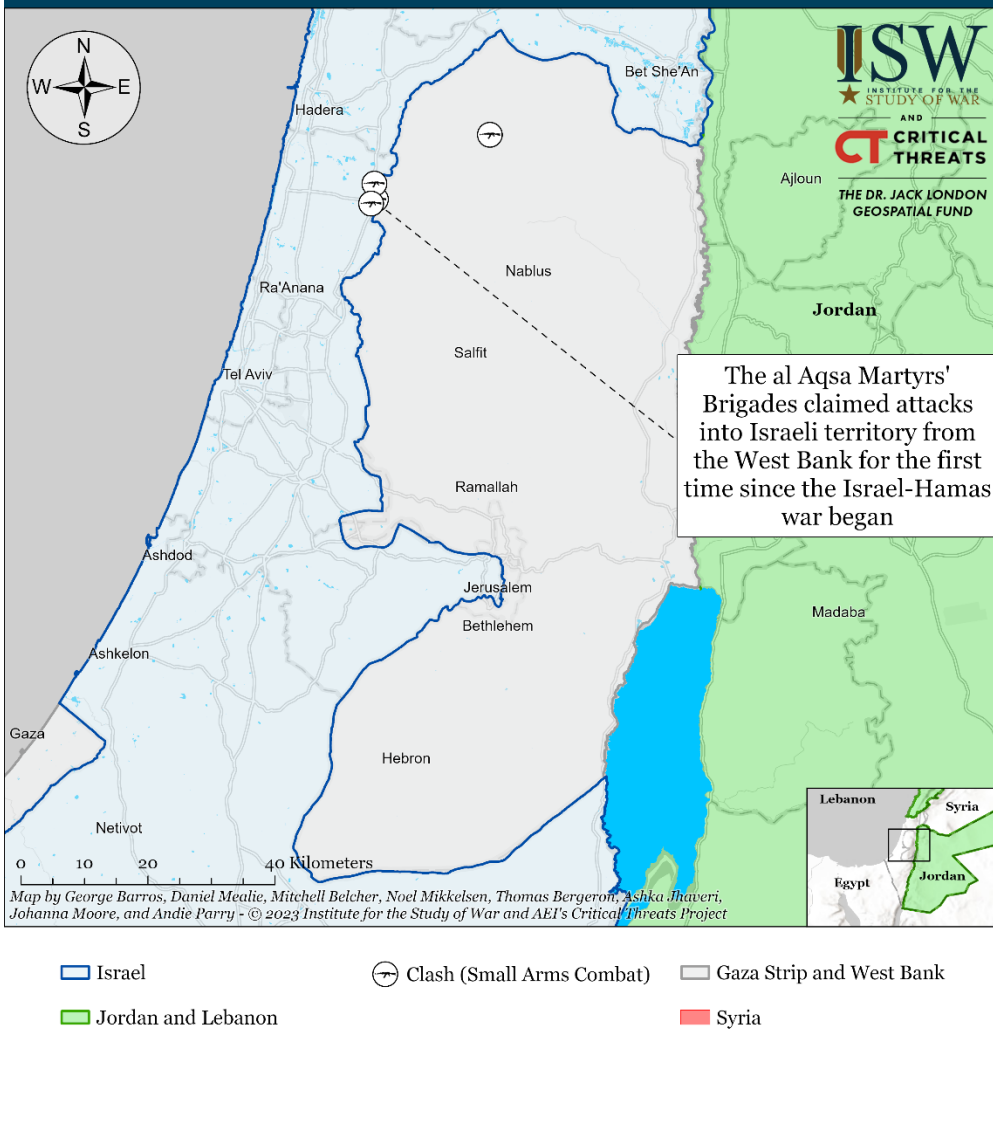 N
W
E
S
ISW
INSTITUTE FOR THE
STUDY OF WAR
AND
CT CRITICAL
THREATS
THE DR. JACK LONDON
GEOSPATIAL FUND
Bet She'An
Hadera
Ajloun
Nablus
Ra'Anana
Jordan
Salfit
Tel Aviv
The al Aqsa Martyrs'
Brigades claimed attacks
into Israeli territory from
the West Bank for the first
time since the Israel-Hamas
war began
Ramallah
Ashdod
Jerusalem
Madaba
Bethlehem
Ashkelon
Gaza
Hebron
Netivot
Lebanon
Syria
Egypt
Jordan
0 10 20 40 Kilometers
Map by George Barros, Daniel Mealie, Mitchell Belcher, Noel Mikkelsen, Thomas Bergeron, Ashka Jhaveri,
Johanna Moore, and Andie Parry - © 2023 Institute for the Study of War and AEI's Critical Threats Project
Israel
Clash (Small Arms Combat)
Gaza Strip and West Bank
Jordan and Lebanon
Syria